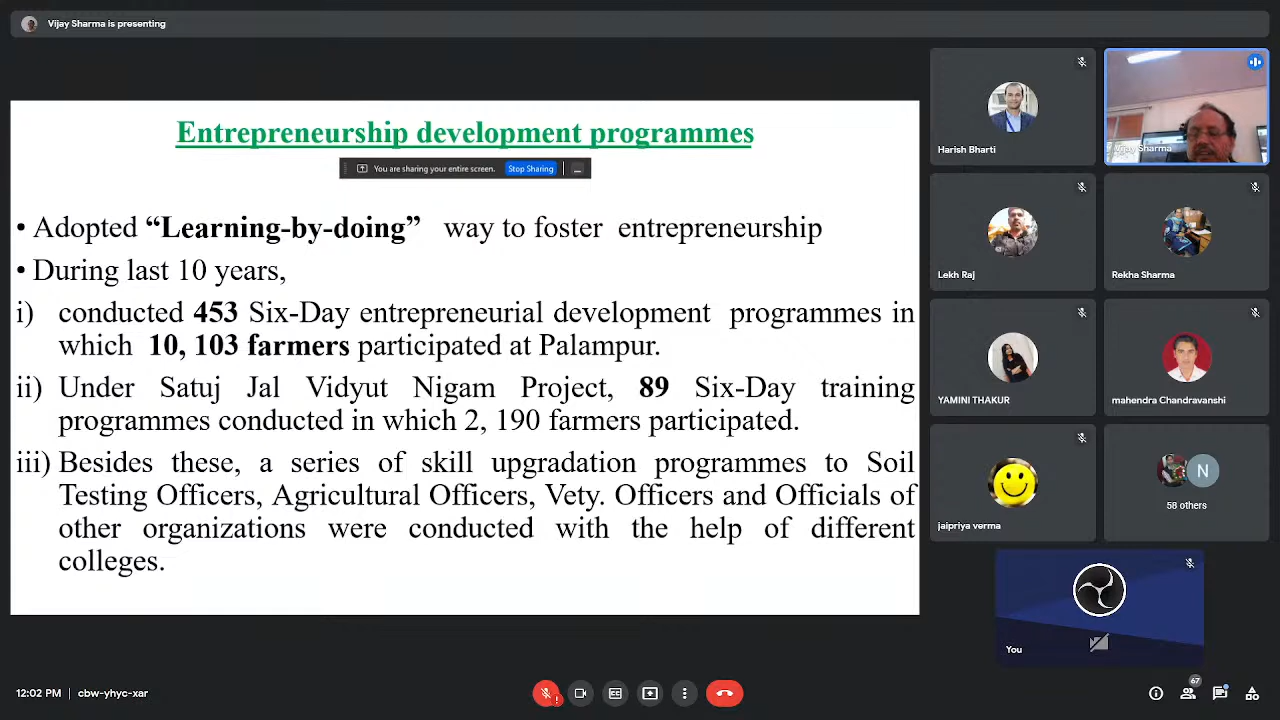 Vijay Sharma is presenting
Entrepreneurship development programmes
You are sharing your entire screen. Stop Sharing
• Adopted “Learning-by-doing” way to foster entrepreneurship
• During last 10 years,
i) conducted 453 Six-Day entrepreneurial development programmes in
which 10, 103 farmers participated at Palampur.
ii) Under Satuj Jal Vidyut Nigam Project, 89 Six-Day training
programmes conducted in which 2, 190 farmers participated.
iii) Besides these, a series of skill upgradation programmes to Soil
Testing Officers, Agricultural Officers, Vety. Officers and Officials of
other organizations were conducted with the help of different
colleges.
Harish Bharti
Vijay Sharma
Lekh Raj
Rekha Sharma
YAMINI THAKUR
mahendra Chandravanshi
jaipriya verma
N
58 others
You
12:02 PM | cbw-yhyc-xar
67